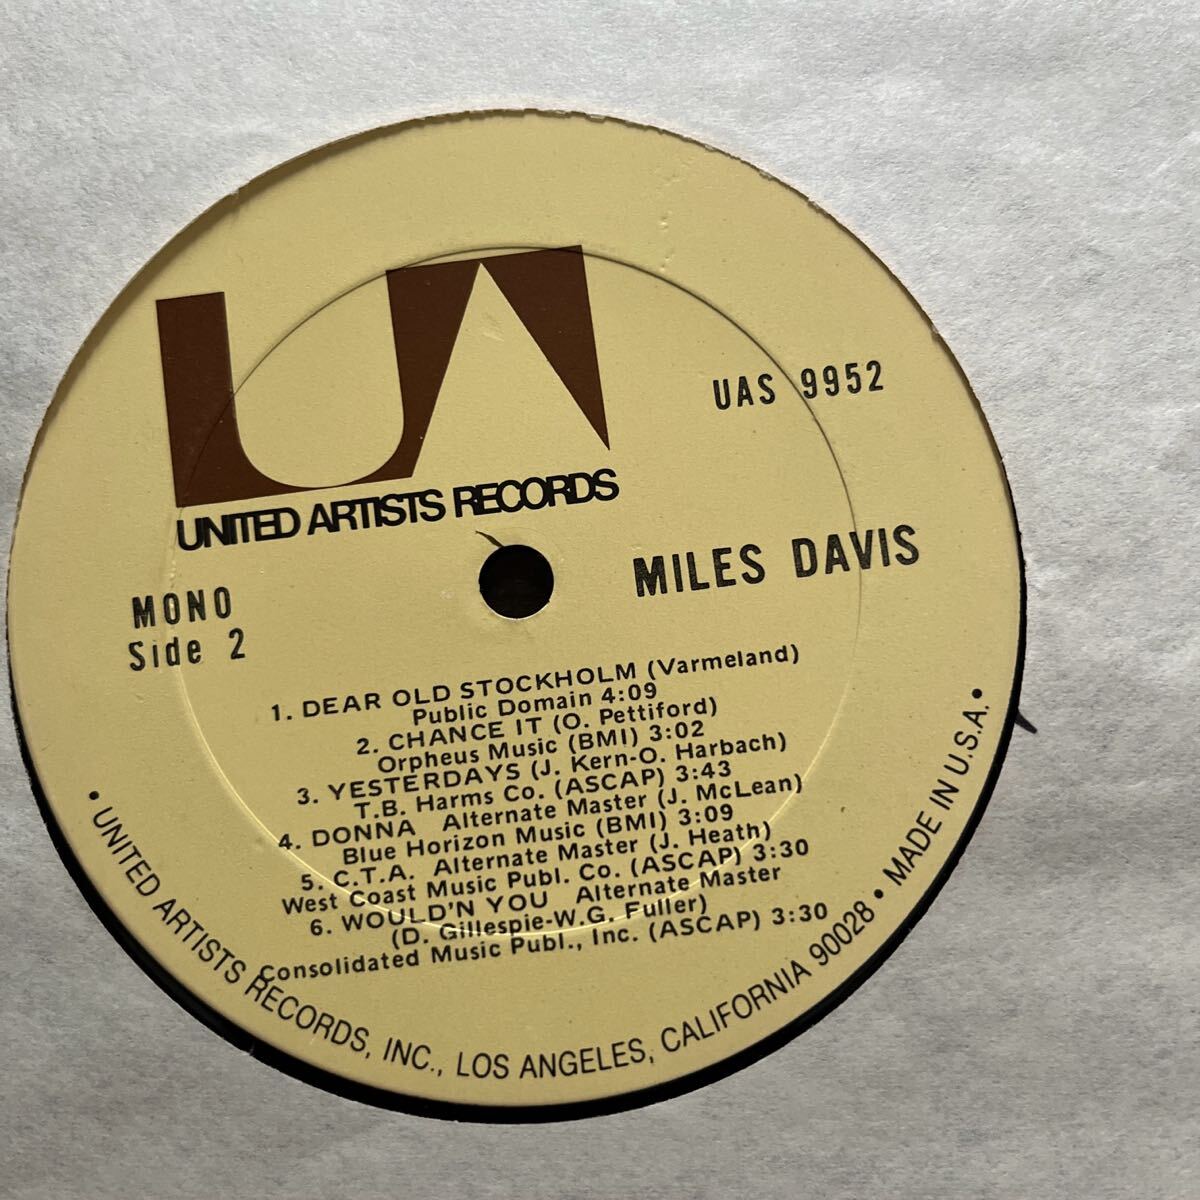 UA
UNITED ARTISTS RECORDS
UAS 9952
MONO
Side 2
MILES DAVIS
1. DEAR OLD STOCKHOLM (Varmeland)
Public Domain 4:09
2. CHANCE IT (O. Pettiford)
Orpheus Music (BMI) 3:02
3. YESTERDAYS (J. Kern-O. Harbach)
T.B. Harms Co. (ASCAP) 3:43
4. DONNA Alternate Master (J. McLean)
Blue Horizon Music (BMI) 3:09
5. C.T.A. Alternate Master (J. Heath)
West Coast Music Publ. Co. (ASCAP) 3:30
6. WOULD'N YOU Alternate Master
(D. Gillespie-W.G. Fuller)
Consolidated Music Publ., Inc. (ASCAP) 3:30
• UNITED ARTISTS RECORDS, INC., LOS ANGELES, CALIFORNIA 90028 • MADE IN U.S.A. •